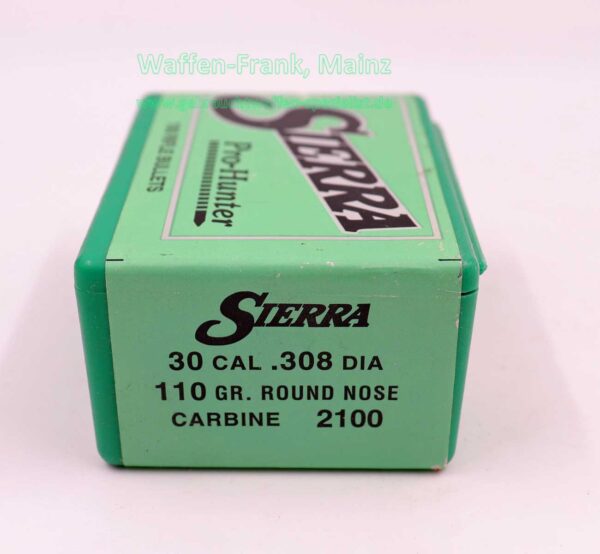 Waffen-Frank, Mainz
SIERRA
Pro-Hunter
100 RIFLE BULLETS
SIERRA
30 CAL .308 DIA
110 GR. ROUND NOSE
CARBINE 2100